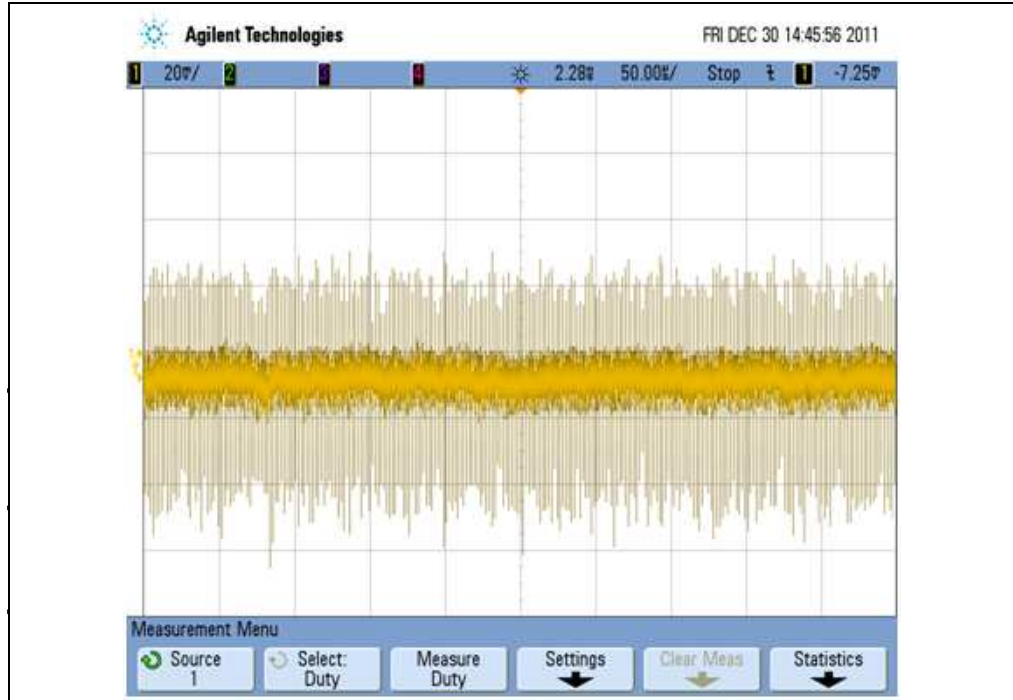 Agilent Technologies
FRI DEC 30 14:45:56 2011
1 20⩗/ 2 3 4 2.28 50.00 / Stop 1 -7.25
Measurement Menu
Source
1
Select:
Duty
Measure
Duty
Settings
Clear Meas
Statistics